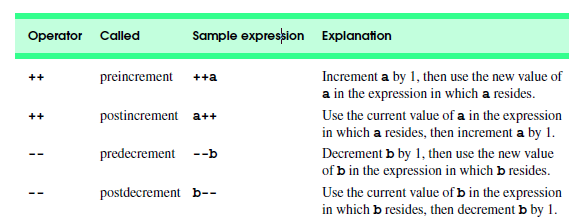 Operator Called Sample expression Explanation
++ preincrement ++a Increment a by 1, then use the new value of
a in the expression in which a resides.
++ postincrement a++ Use the current value of a in the expression
in which a resides, then increment a by 1.
-- predecrement --b Decrement b by 1, then use the new value
of b in the expression in which b resides.
-- postdecrement b-- Use the current value of b in the expression
in which b resides, then decrement b by 1.